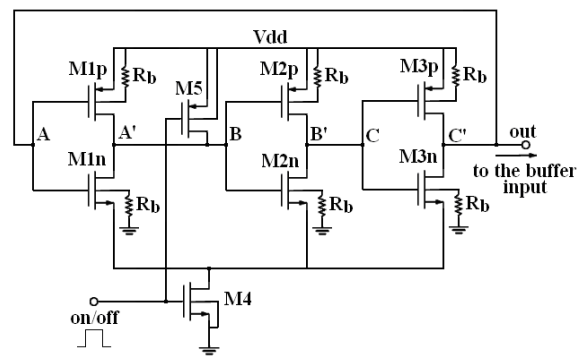 Vdd
M1p
Rb
M5
M2p
Rb
M3p
Rb
A
A'
B
B'
C
C"
out
to the buffer
input
M1n
Rb
M2n
Rb
M3n
Rb
M4
on/off